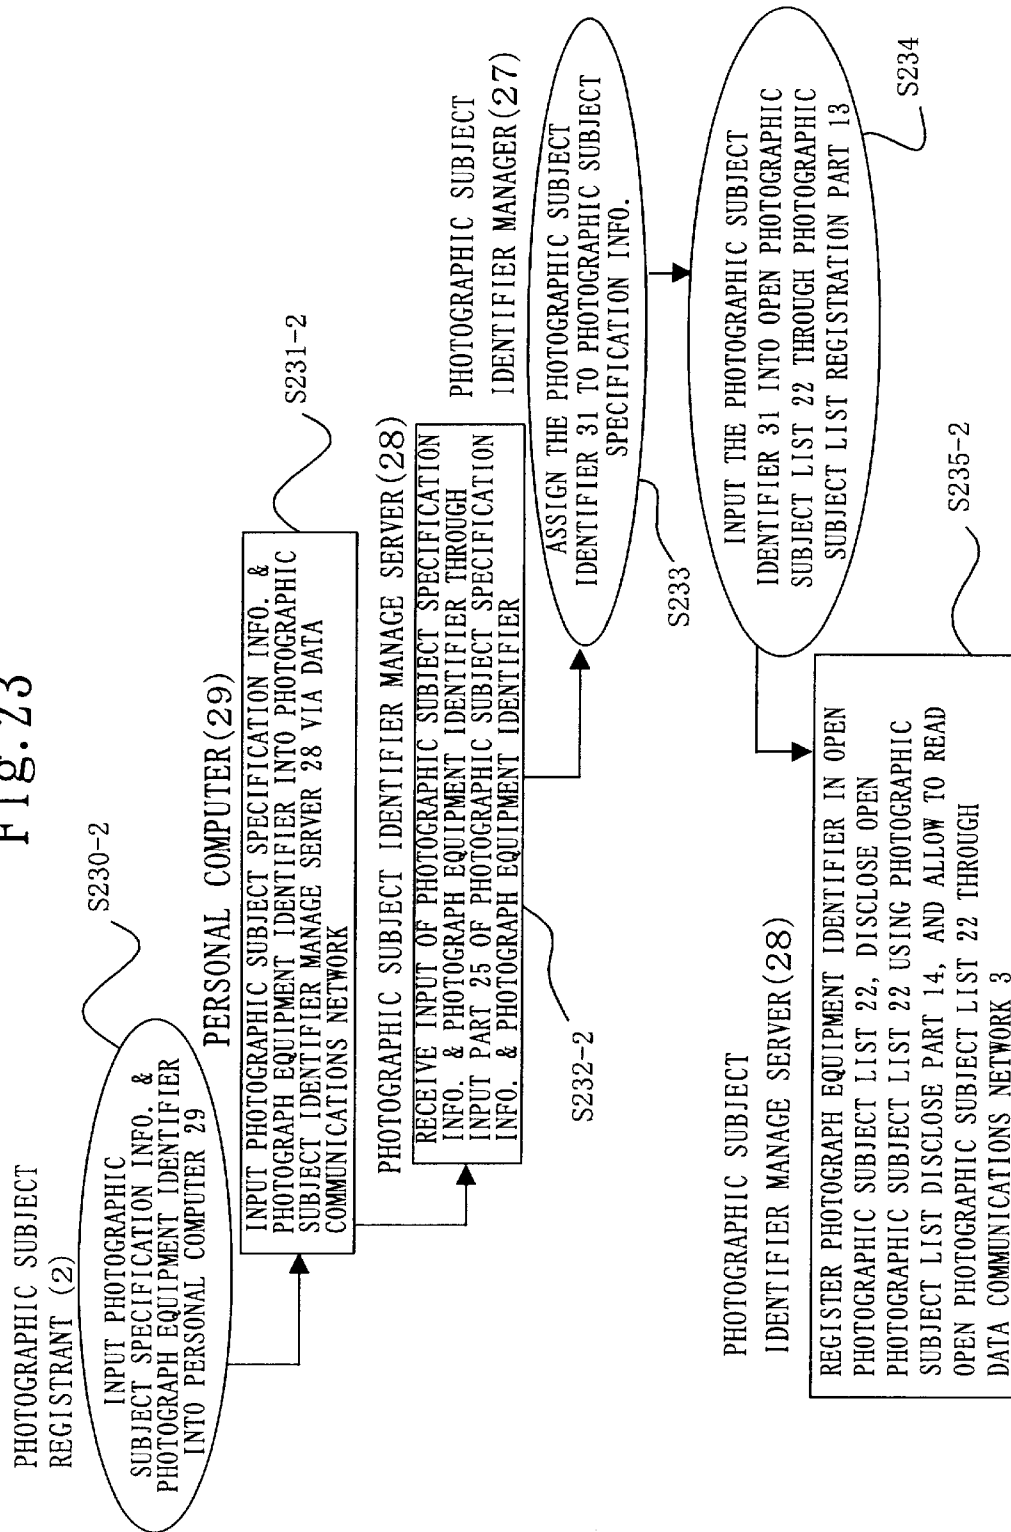 Fig.23
PHOTOGRAPHIC SUBJECT
REGISTRANT (2)
S230-2
INPUT PHOTOGRAPHIC
SUBJECT SPECIFICATION INFO. &
PHOTOGRAPH EQUIPMENT IDENTIFIER
INTO PERSONAL COMPUTER 29
PERSONAL COMPUTER(29)
S231-2
INPUT PHOTOGRAPHIC SUBJECT SPECIFICATION INFO. &
PHOTOGRAPH EQUIPMENT IDENTIFIER INTO PHOTOGRAPHIC
SUBJECT IDENTIFIER MANAGE SERVER 28 VIA DATA
COMMUNICATIONS NETWORK
PHOTOGRAPHIC SUBJECT IDENTIFIER MANAGE SERVER(28)
RECEIVE INPUT OF PHOTOGRAPHIC SUBJECT SPECIFICATION
INFO. & PHOTOGRAPH EQUIPMENT IDENTIFIER THROUGH
INPUT PART 25 OF PHOTOGRAPHIC SUBJECT SPECIFICATION
INFO. & PHOTOGRAPH EQUIPMENT IDENTIFIER
S232-2
PHOTOGRAPHIC SUBJECT
IDENTIFIER MANAGER(27)
ASSIGN THE PHOTOGRAPHIC SUBJECT
IDENTIFIER 31 TO PHOTOGRAPHIC SUBJECT
SPECIFICATION INFO.
S233
INPUT THE PHOTOGRAPHIC SUBJECT
IDENTIFIER 31 INTO OPEN PHOTOGRAPHIC
SUBJECT LIST 22 THROUGH PHOTOGRAPHIC
SUBJECT LIST REGISTRATION PART 13
S234
PHOTOGRAPHIC SUBJECT
IDENTIFIER MANAGE SERVER(28)
S235-2
REGISTER PHOTOGRAPH EQUIPMENT IDENTIFIER IN OPEN
PHOTOGRAPHIC SUBJECT LIST 22, DISCLOSE OPEN
PHOTOGRAPHIC SUBJECT LIST 22 USING PHOTOGRAPHIC
SUBJECT LIST DISCLOSE PART 14, AND ALLOW TO READ
OPEN PHOTOGRAPHIC SUBJECT LIST 22 THROUGH
DATA COMMUNICATIONS NETWORK 3